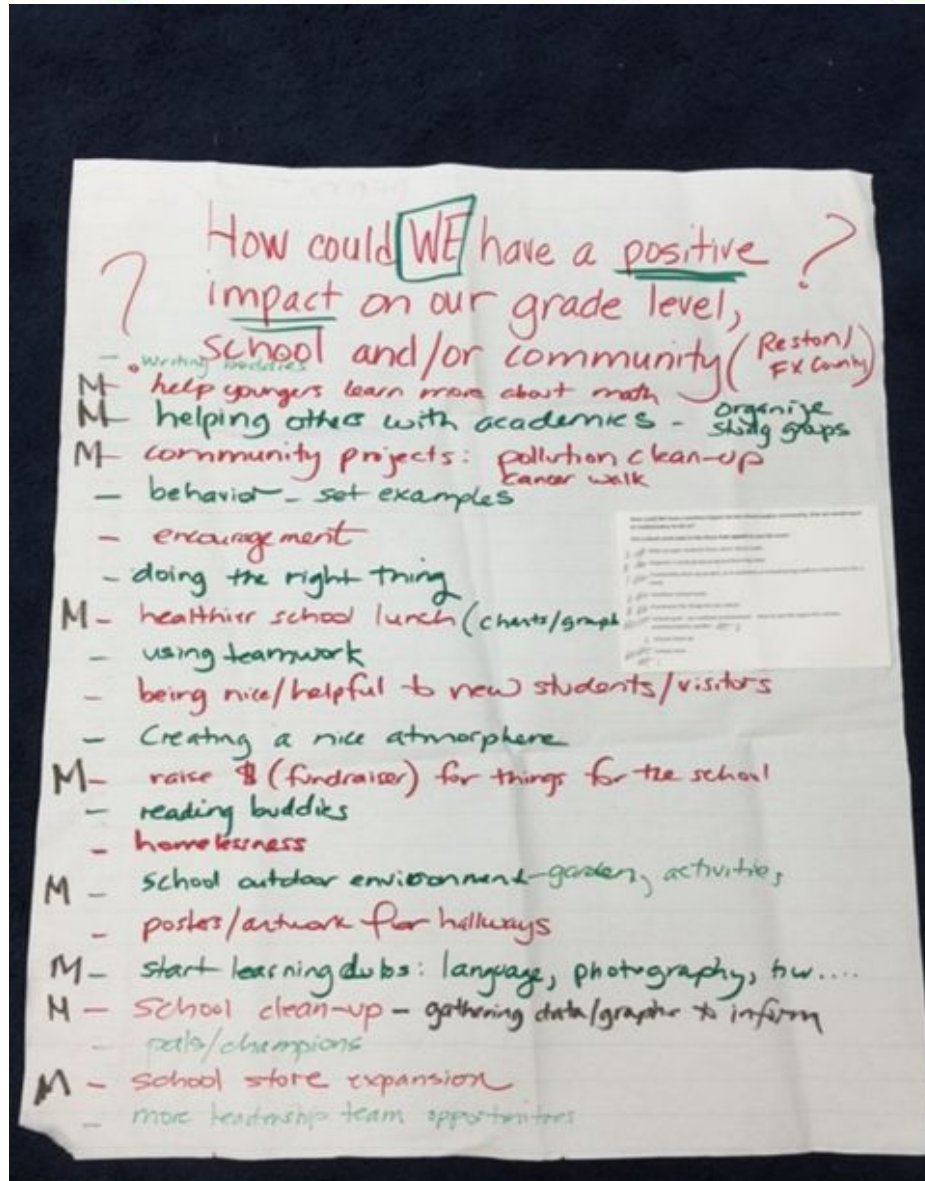 How could WE have a positive ?
? impact on our grade level,
school and/or community (Reston/
FX County)
- writing buddies
M - help youngers learn more about math
M - helping others with academics - organize
study groups
M - community projects: pollution clean-up
cancer walk
- behavior - set examples
- encouragement
- doing the right thing
M - healthier school lunch (charts/graph
- using teamwork
- being nice/helpful to new students/visitors
- Creating a nice atmorphere
M - raise $ (fundraiser) for things for the school
- reading buddies
- homelessness
M - school outdoor environment - garden, activities
- posters/artwork for hallways
M - start learning clubs: language, photography, hw....
M - School clean-up - gathering data/graphs to inform
- pals/champions
M - school store expansion
- more leadership team opportunities